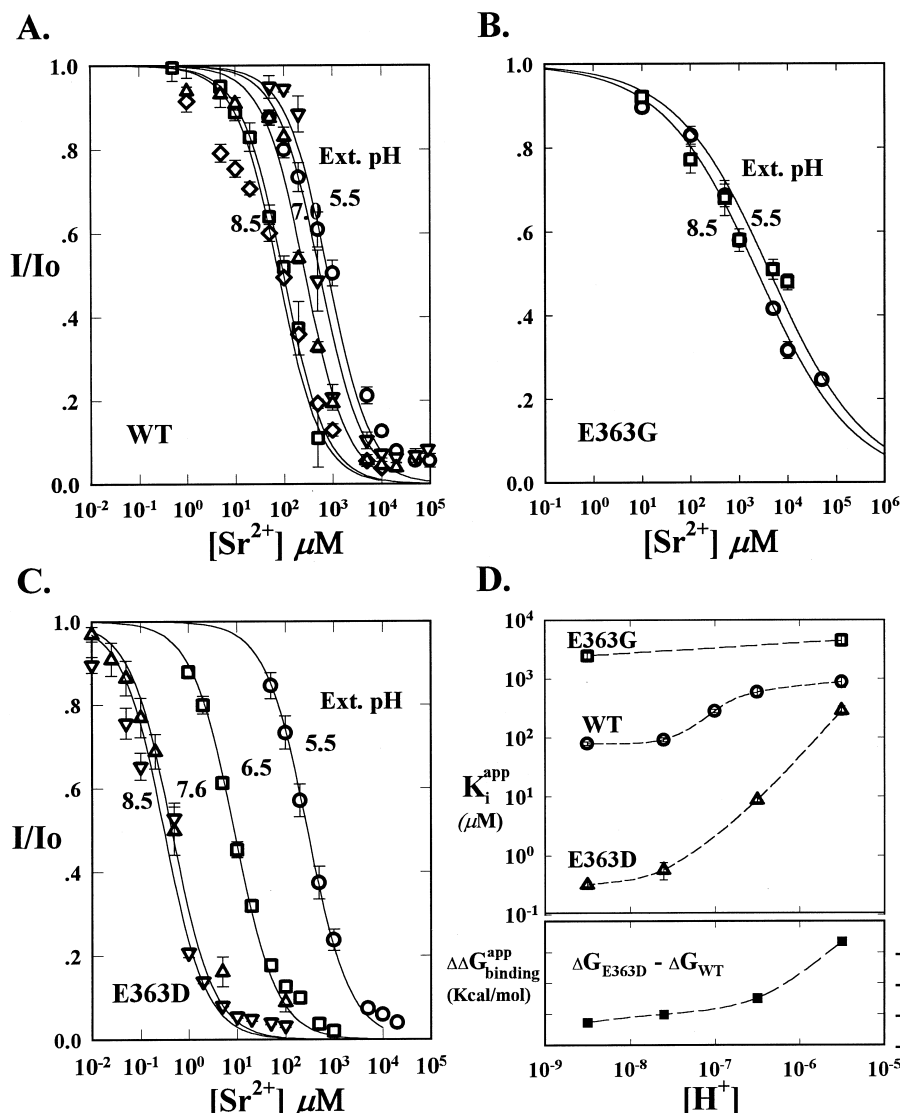 A.
1.0
.8
.6
I/Io
.4
.2
0.0
Ext. pH
5.5
7.0
8.5
WT
10-2 10-1 100 101 102 103 104 105
[Sr2+] μM
B.
1.0
.8
.6
.4
.2
0.0
Ext. pH
8.5 5.5
E363G
10-1 100 101 102 103 104 105 106
[Sr2+] μM
C.
1.0
.8
.6
I/Io
.4
.2
0.0
Ext. pH
5.5
6.5
7.6
8.5
E363D
10-2 10-1 100 101 102 103 104 105
[Sr2+] μM
D.
104
103
102
101
100
10-1
Kiapp
(μM)
E363G
WT
E363D
ΔΔGappbinding
(Kcal/mol)
ΔGE363D - ΔGWT
10-9 10-8 10-7 10-6 10-5
[H+]